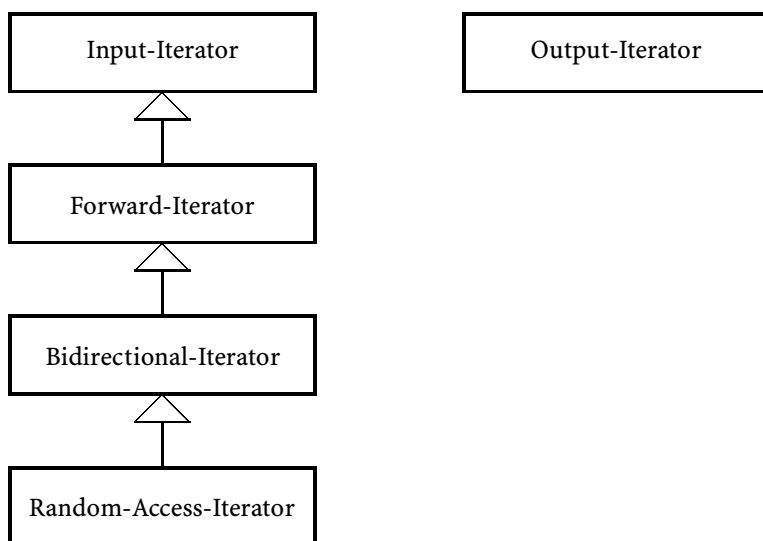 Input-Iterator
Output-Iterator
Forward-Iterator
Bidirectional-Iterator
Random-Access-Iterator